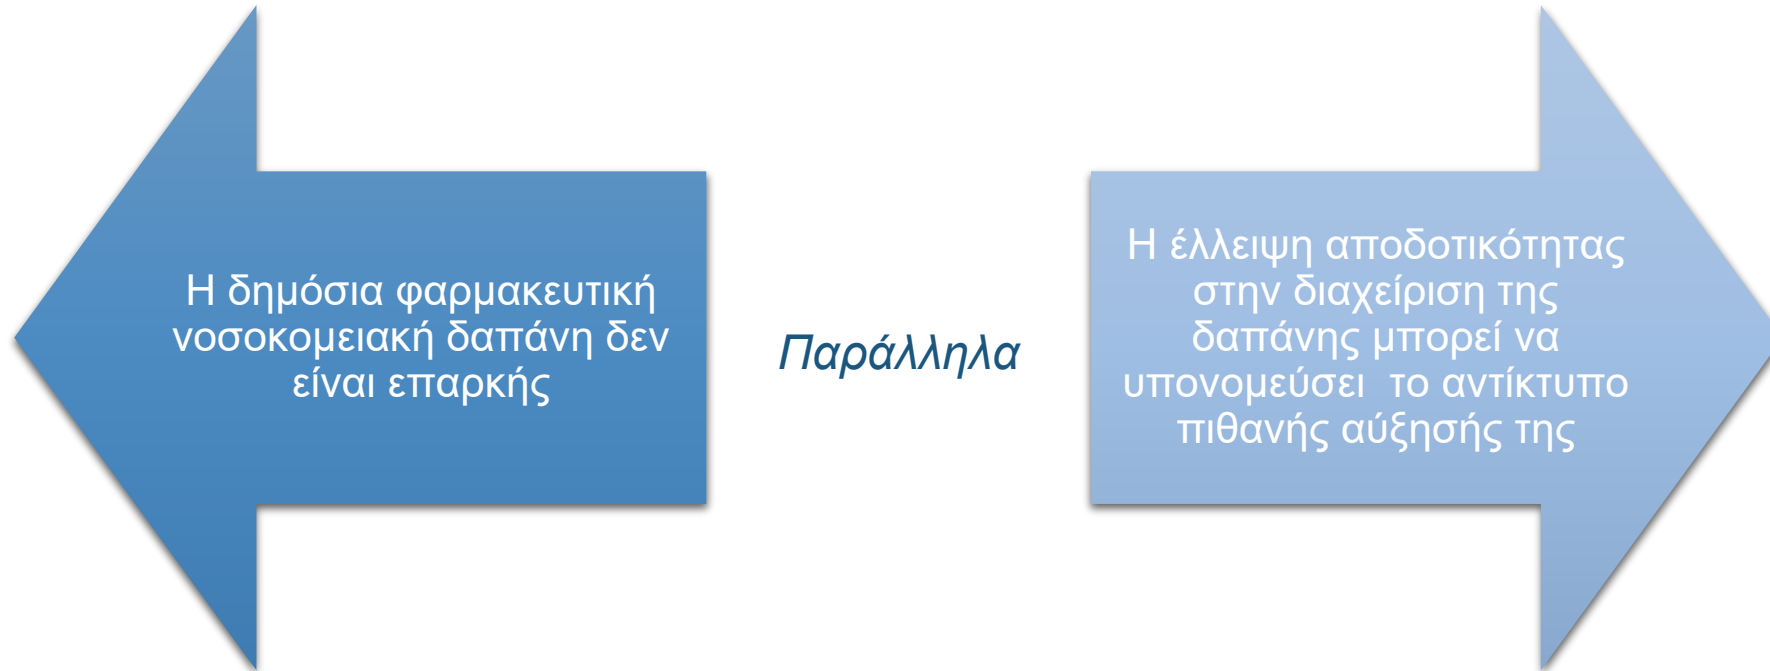 Η δημόσια φαρμακευτική
νοσοκομειακή δαπάνη δεν
είναι επαρκής
Παράλληλα
Η έλλειψη αποδοτικότητας
στην διαχείριση της
δαπάνης μπορεί να
υπονομεύσει  το αντίκτυπο
πιθανής αύξησής της